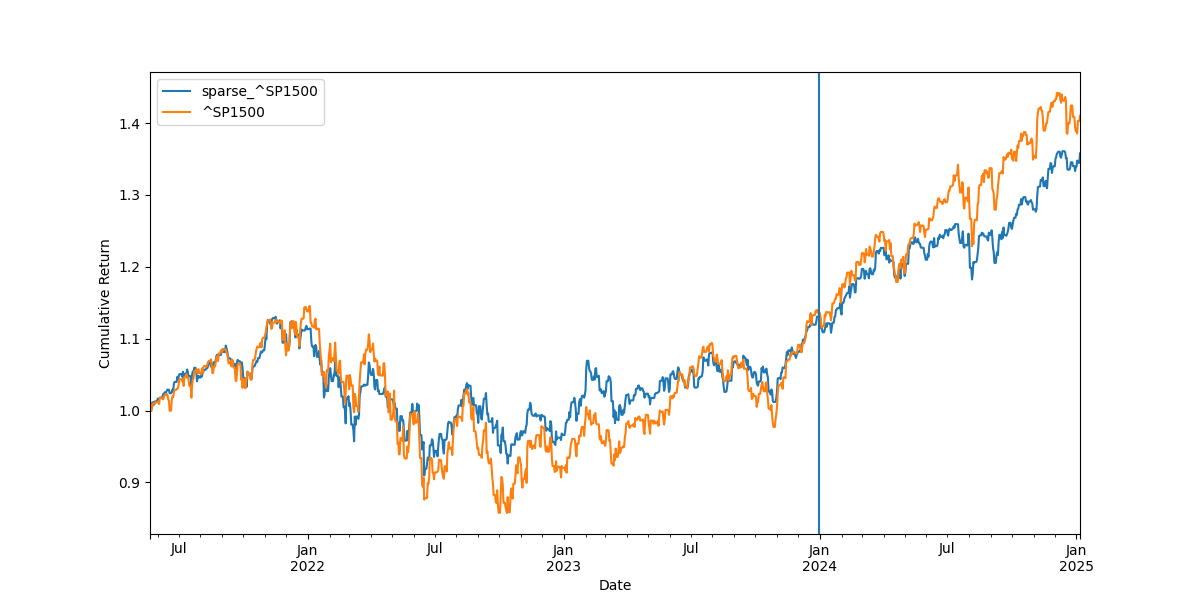 sparse_^SP1500
^SP1500
1.4
1.3
1.2
1.1
1.0
0.9
Cumulative Return
Jul
Jan
2022
Jul
Jan
2023
Jul
Jan
2024
Jul
Jan
2025
Date